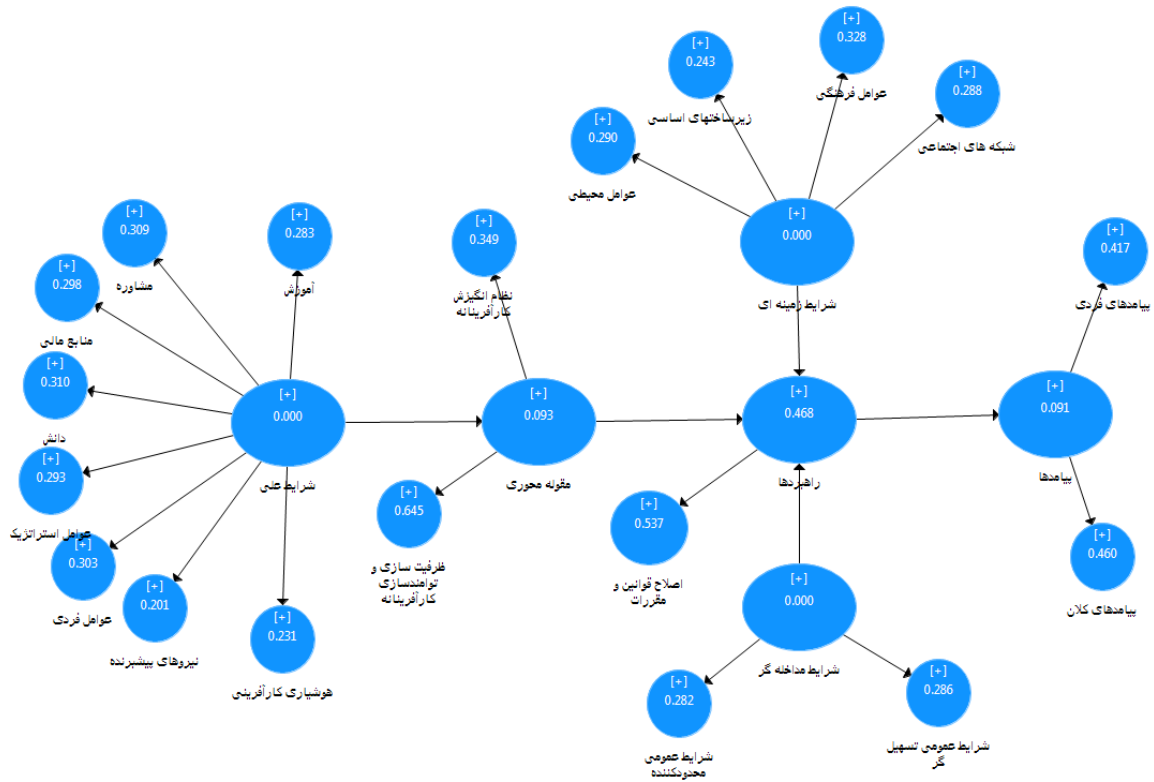 [+]
0.328
عوامل فرهنگی
[+]
0.243
زیرساختهای اساسی
[+]
0.288
شبکه های اجتماعی
[+]
0.290
عوامل محیطی
[+]
0.000
شرایط زمینه ای
[+]
0.309
مشاوره
[+]
0.283
آموزش
[+]
0.298
منابع مالی
[+]
0.310
دانش
[+]
0.293
عوامل استراتژیک
[+]
0.303
عوامل فردی
[+]
0.201
نیروهای پیشبرنده
[+]
0.231
هوشیاری کارآفرینی
[+]
0.000
شرایط علی
[+]
0.349
نظام انگیزش
کارآفرینانه
[+]
0.093
مقوله محوری
[+]
0.645
ظرفیت سازی و
توانمندسازی
کارآفرینانه
[+]
0.468
راهبردها
[+]
0.537
اصلاح قوانین و
مقررات
[+]
0.000
شرایط مداخله گر
[+]
0.282
شرایط عمومی
محدودکننده
[+]
0.286
شرایط عمومی تسهیل
گر
[+]
0.417
پیامدهای فردی
[+]
0.091
پیامدها
[+]
0.460
پیامدهای کلان